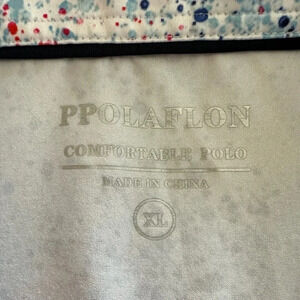 PPOLAFLON
COMFORTABLE POLO
MADE IN CHINA
XL